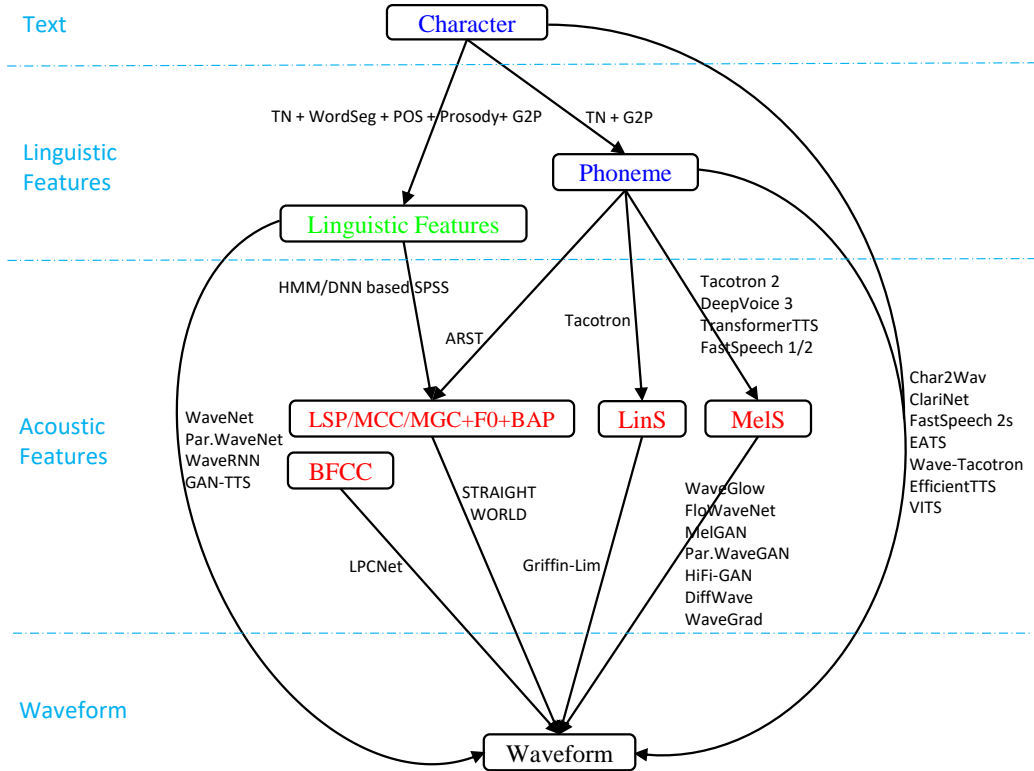 Text
Character
TN + WordSeg + POS + Prosody+ G2P
TN + G2P
Linguistic
Features
Phoneme
Linguistic Features
HMM/DNN based SPSS
ARST
Tacotron
Tacotron 2
DeepVoice 3
TransformerTTS
FastSpeech 1/2
Acoustic
Features
LSP/MCC/MGC+F0+BAP
LinS
MelS
BFCC
WaveNet
Par.WaveNet
WaveRNN
GAN-TTS
Char2Wav
ClariNet
FastSpeech 2s
EATS
Wave-Tacotron
EfficientTTS
VITS
STRAIGHT
WORLD
LPCNet
Griffin-Lim
WaveGlow
FloWaveNet
MelGAN
Par.WaveGAN
HiFi-GAN
DiffWave
WaveGrad
Waveform
Waveform